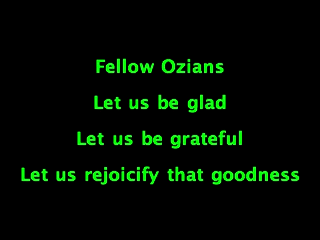 Fellow Ozians
Let us be glad
Let us be grateful
Let us rejoicify that goodness